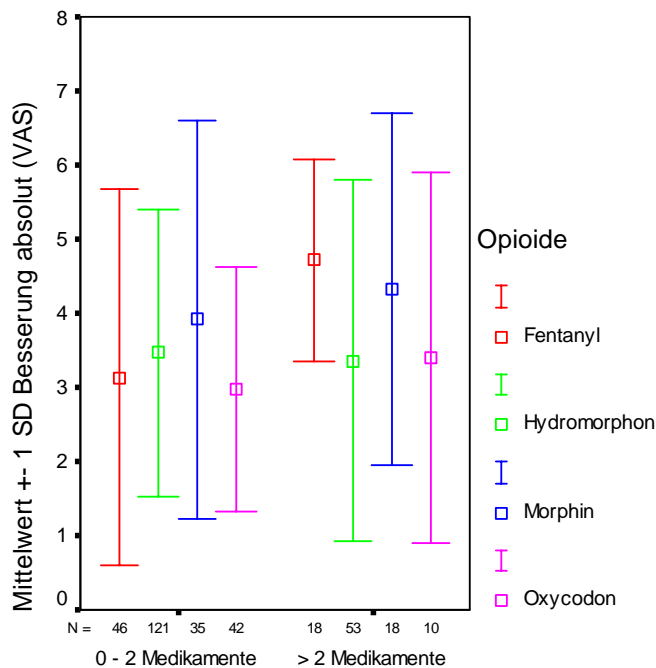 Mittelwert +- 1 SD Besserung absolut (VAS)
8
7
6
5
4
3
2
1
0
N = 46 121 35 42 18 53 18 10
0 - 2 Medikamente > 2 Medikamente
Opioide
Fentanyl
Hydromorphon
Morphin
Oxycodon